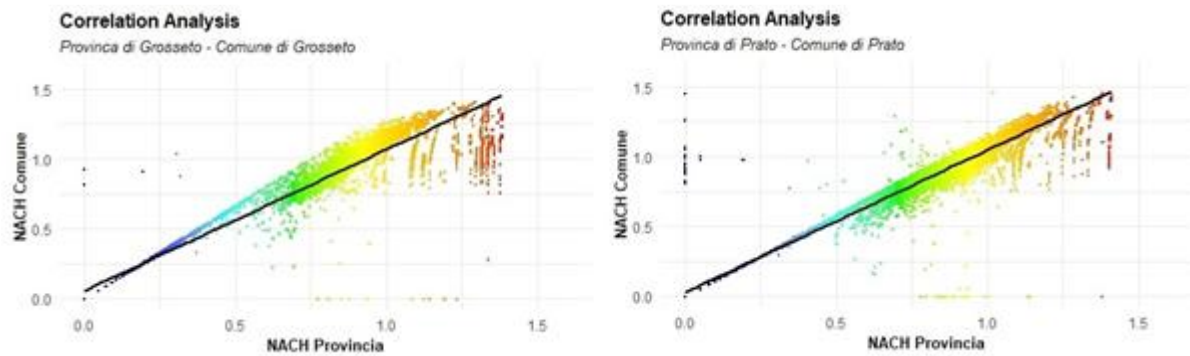 Correlation Analysis
Provinca di Grosseto - Comune di Grosseto
NACH Comune
1.5
1.0
0.5
0.0
0.0 0.5 1.0 1.5
NACH Provincia
Correlation Analysis
Provinca di Prato - Comune di Prato
NACH Comune
1.5
1.0
0.5
0.0
0.0 0.5 1.0 1.5
NACH Provincia